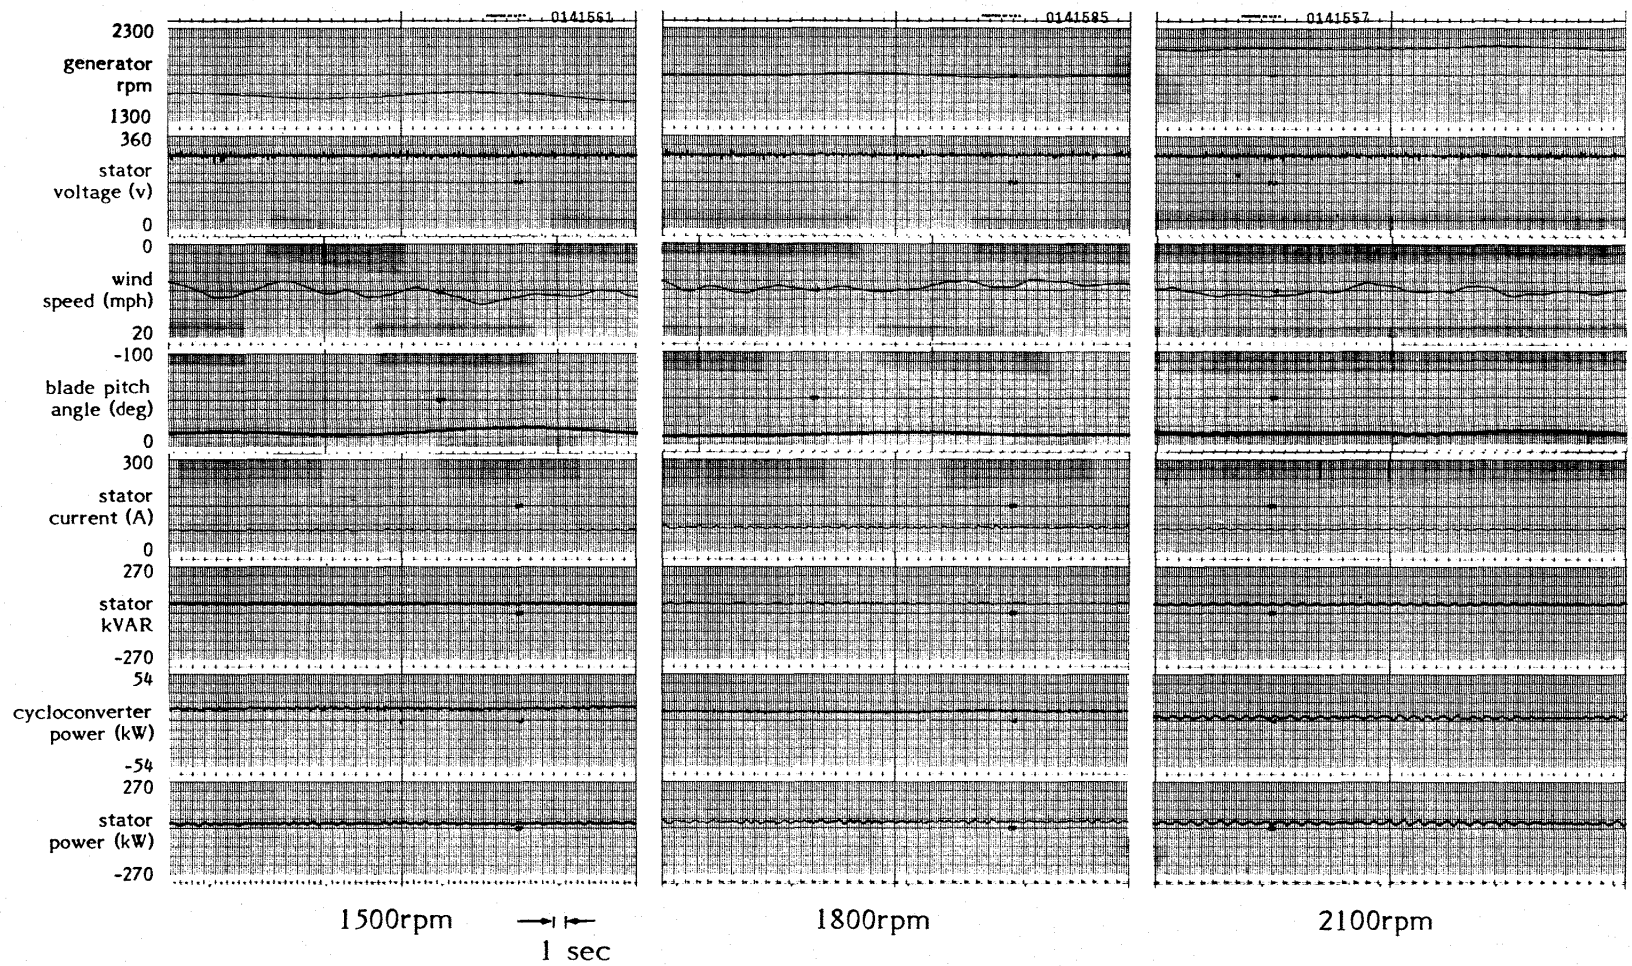 0141561
0141585
0141557
2300
generator
rpm
1300
360
stator
voltage (v)
0
0
wind
speed (mph)
20
-100
blade pitch
angle (deg)
0
300
stator
current (A)
0
270
stator
kVAR
-270
54
cycloconverter
power (kW)
-54
270
stator
power (kW)
-270
1500rpm
1800rpm
2100rpm
1 sec